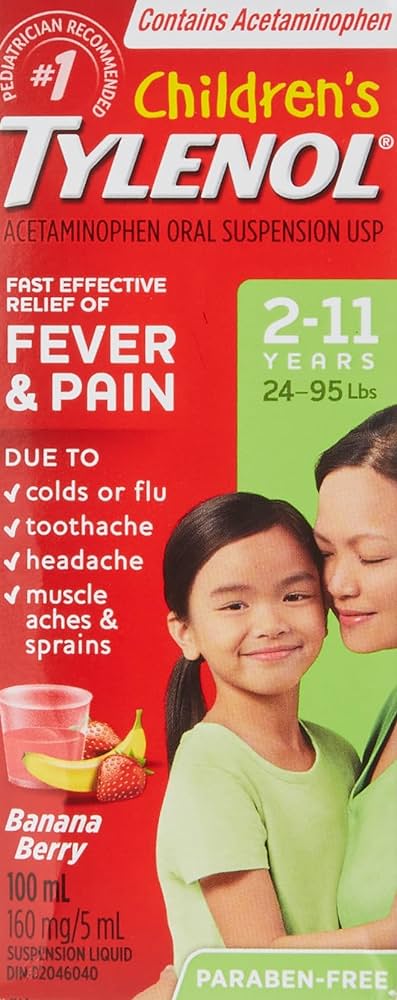 Contains Acetaminophen
PEDIATRICIAN RECOMMENDED
#1
Children's
TYLENOL®
ACETAMINOPHEN ORAL SUSPENSION USP
FAST EFFECTIVE
RELIEF OF
FEVER
& PAIN
2-11
YEARS
24–95 Lbs
DUE TO
✓ colds or flu
✓ toothache
✓ headache
✓ muscle
aches &
sprains
Banana
Berry
100 mL
160 mg/5 mL
SUSPENSION LIQUID
DIN 02046040
PARABEN-FREE